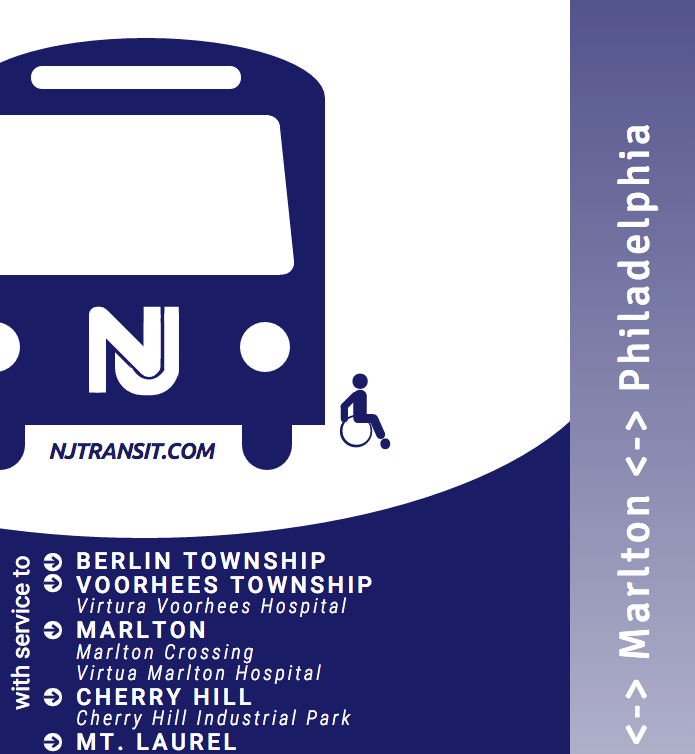 NJ
NJTRANSIT.COM
with service to
BERLIN TOWNSHIP
VOORHEES TOWNSHIP
Virtura Voorhees Hospital
MARLTON
Marlton Crossing
Virtua Marlton Hospital
CHERRY HILL
Cherry Hill Industrial Park
MT. LAUREL
<-> Marlton <-> Philadelphia